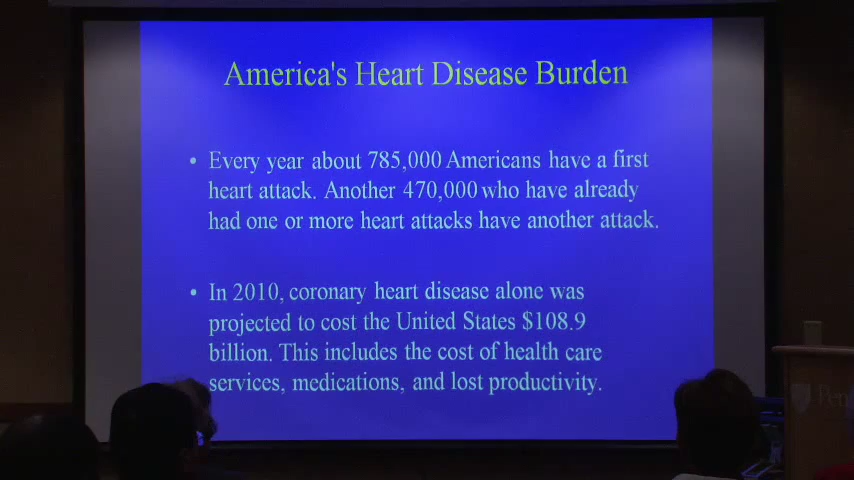 America's Heart Disease Burden
• Every year about 785,000 Americans have a first
heart attack. Another 470,000 who have already
had one or more heart attacks have another attack.
• In 2010, coronary heart disease alone was
projected to cost the United States $108.9
billion. This includes the cost of health care
services, medications, and lost productivity.